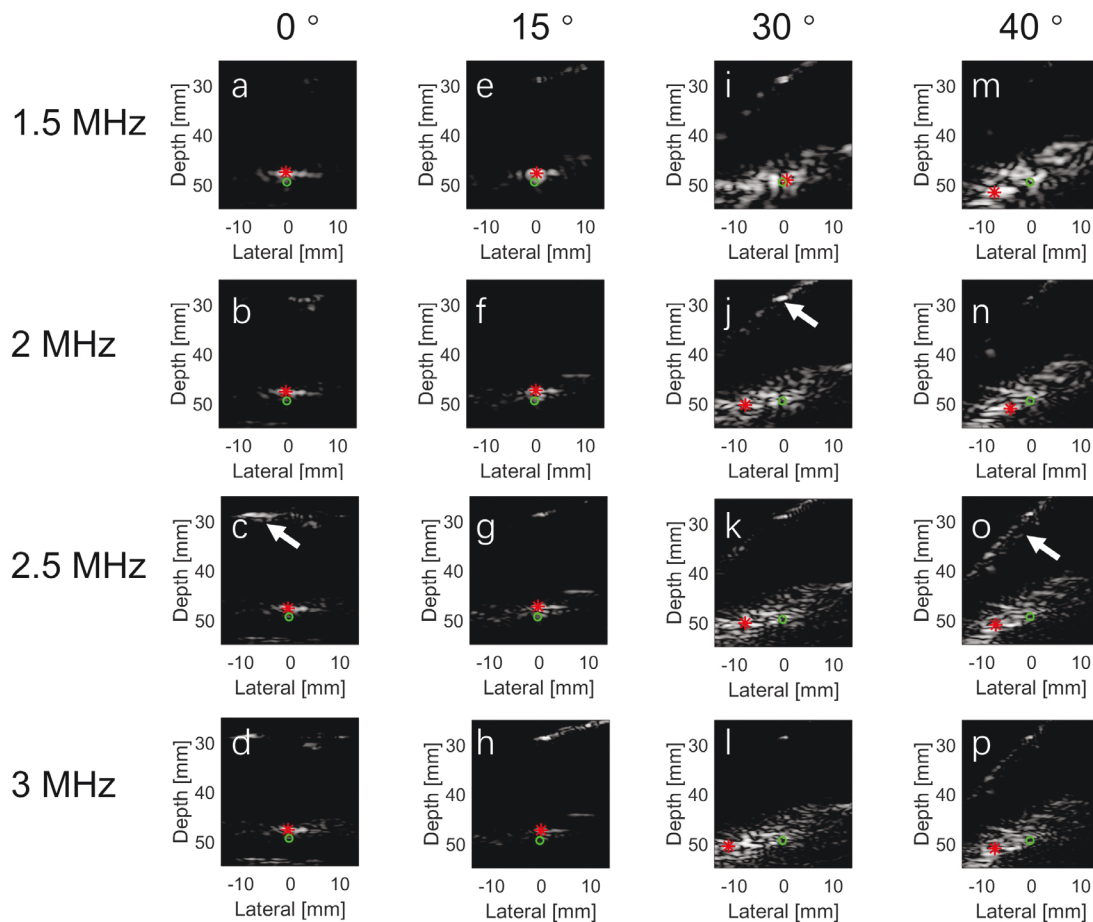 0 ° 15 ° 30 ° 40 °
1.5 MHz
a e i m
Depth [mm] Depth [mm] Depth [mm] Depth [mm]
30 30 30 30
40 40 40 40
50 50 50 50
-10 0 10 -10 0 10 -10 0 10 -10 0 10
Lateral [mm] Lateral [mm] Lateral [mm] Lateral [mm]
2 MHz
b f j n
Depth [mm] Depth [mm] Depth [mm] Depth [mm]
30 30 30 30
40 40 40 40
50 50 50 50
-10 0 10 -10 0 10 -10 0 10 -10 0 10
Lateral [mm] Lateral [mm] Lateral [mm] Lateral [mm]
2.5 MHz
c g k o
Depth [mm] Depth [mm] Depth [mm] Depth [mm]
30 30 30 30
40 40 40 40
50 50 50 50
-10 0 10 -10 0 10 -10 0 10 -10 0 10
Lateral [mm] Lateral [mm] Lateral [mm] Lateral [mm]
3 MHz
d h l p
Depth [mm] Depth [mm] Depth [mm] Depth [mm]
30 30 30 30
40 40 40 40
50 50 50 50
-10 0 10 -10 0 10 -10 0 10 -10 0 10
Lateral [mm] Lateral [mm] Lateral [mm] Lateral [mm]